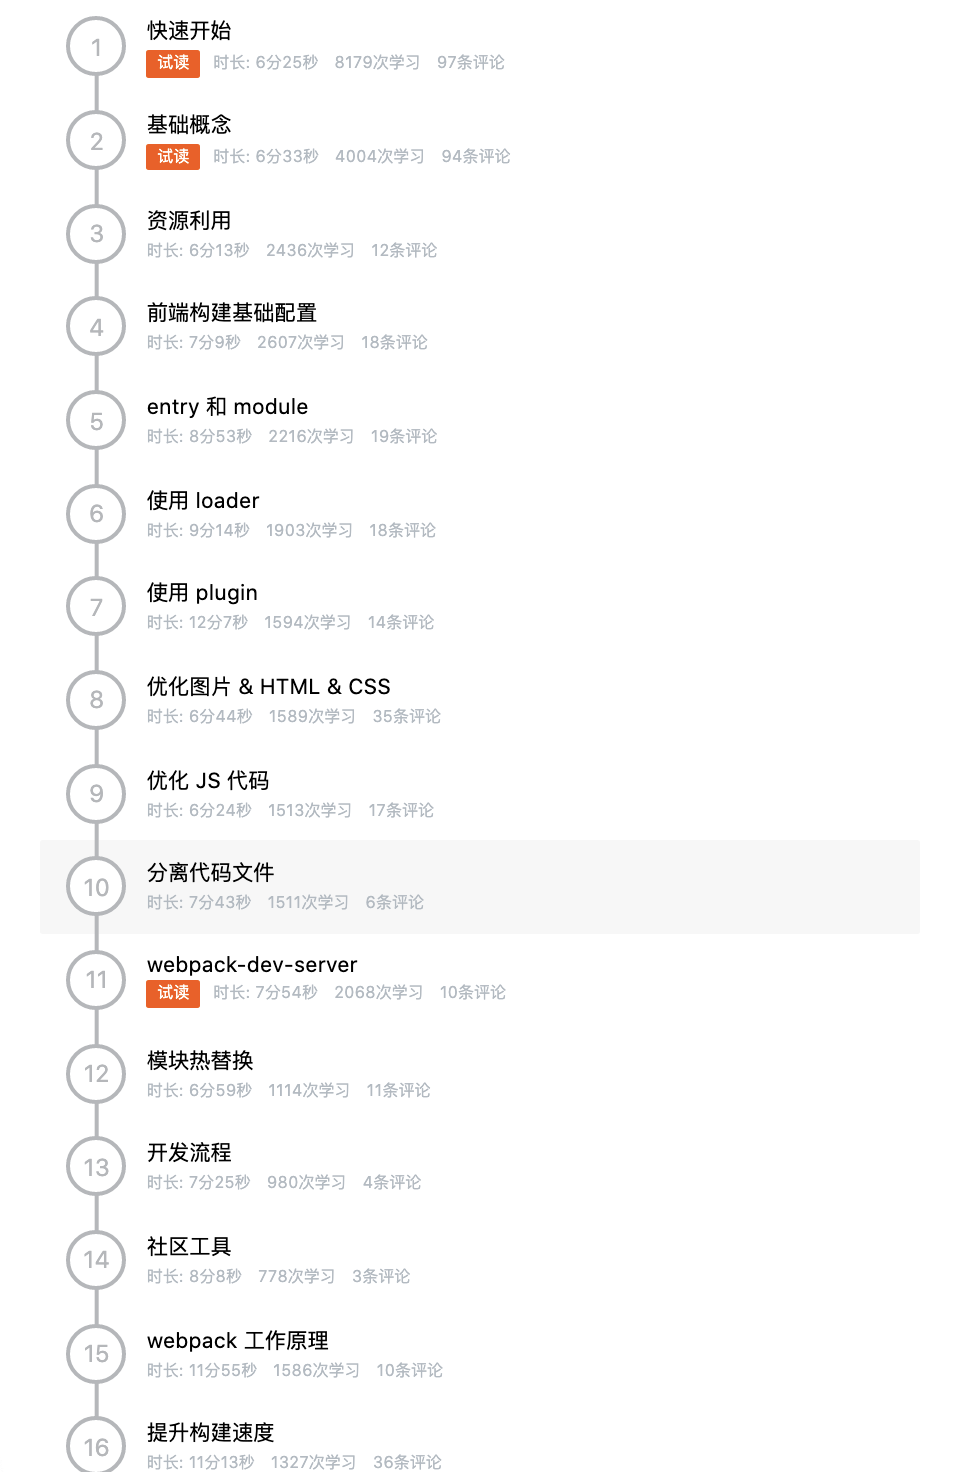 1
快速开始
试读 时长: 6分25秒 8179次学习 97条评论
2
基础概念
试读 时长: 6分33秒 4004次学习 94条评论
3
资源利用
时长: 6分13秒 2436次学习 12条评论
4
前端构建基础配置
时长: 7分9秒 2607次学习 18条评论
5
entry 和 module
时长: 8分53秒 2216次学习 19条评论
6
使用 loader
时长: 9分14秒 1903次学习 18条评论
7
使用 plugin
时长: 12分7秒 1594次学习 14条评论
8
优化图片 & HTML & CSS
时长: 6分44秒 1589次学习 35条评论
9
优化 JS 代码
时长: 6分24秒 1513次学习 17条评论
10
分离代码文件
时长: 7分43秒 1511次学习 6条评论
11
webpack-dev-server
试读 时长: 7分54秒 2068次学习 10条评论
12
模块热替换
时长: 6分59秒 1114次学习 11条评论
13
开发流程
时长: 7分25秒 980次学习 4条评论
14
社区工具
时长: 8分8秒 778次学习 3条评论
15
webpack 工作原理
时长: 11分55秒 1586次学习 10条评论
16
提升构建速度
时长: 11分13秒 1327次学习 36条评论